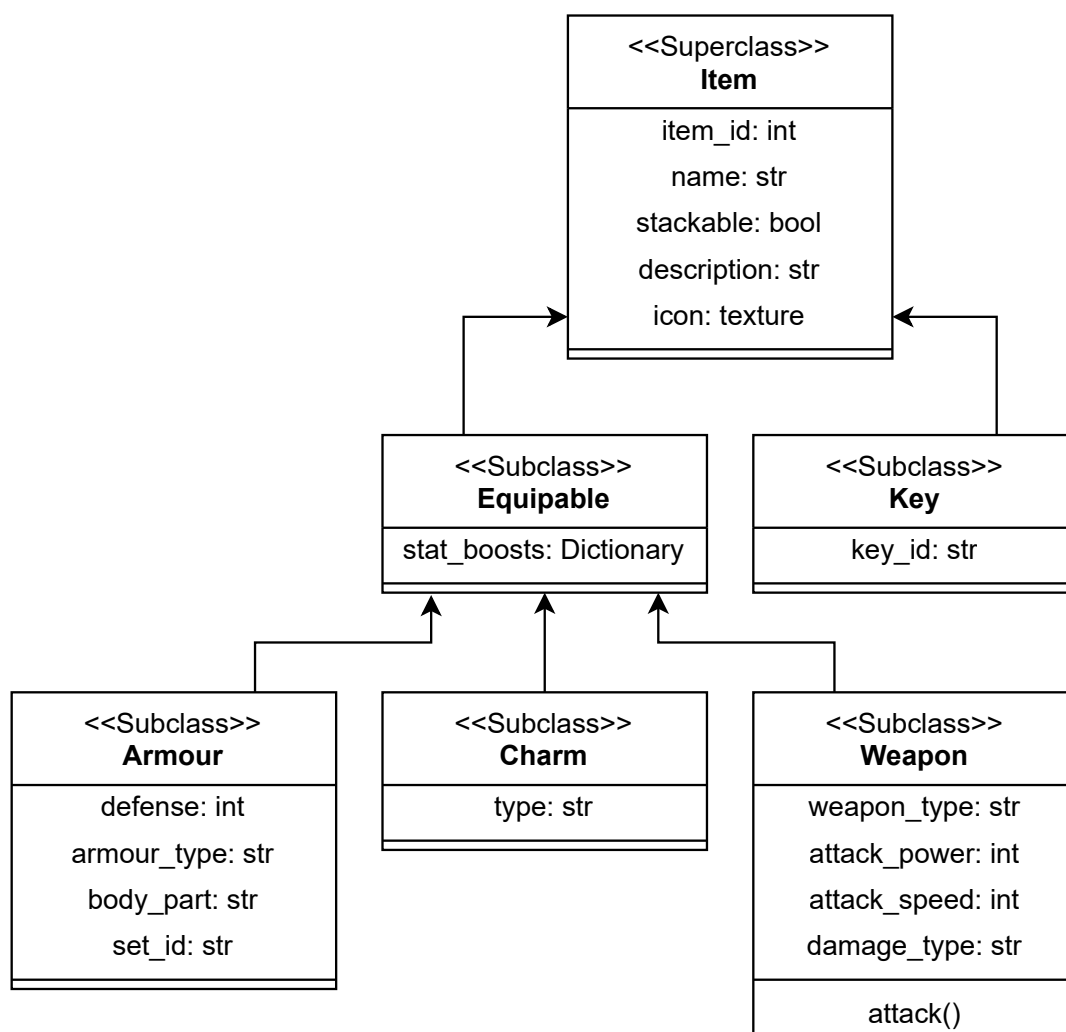 <<Superclass>>
Item
item_id: int
name: str
stackable: bool
description: str
icon: texture
<<Subclass>>
Equipable
stat_boosts: Dictionary
<<Subclass>>
Key
key_id: str
<<Subclass>>
Armour
defense: int
armour_type: str
body_part: str
set_id: str
<<Subclass>>
Charm
type: str
<<Subclass>>
Weapon
weapon_type: str
attack_power: int
attack_speed: int
damage_type: str
attack()